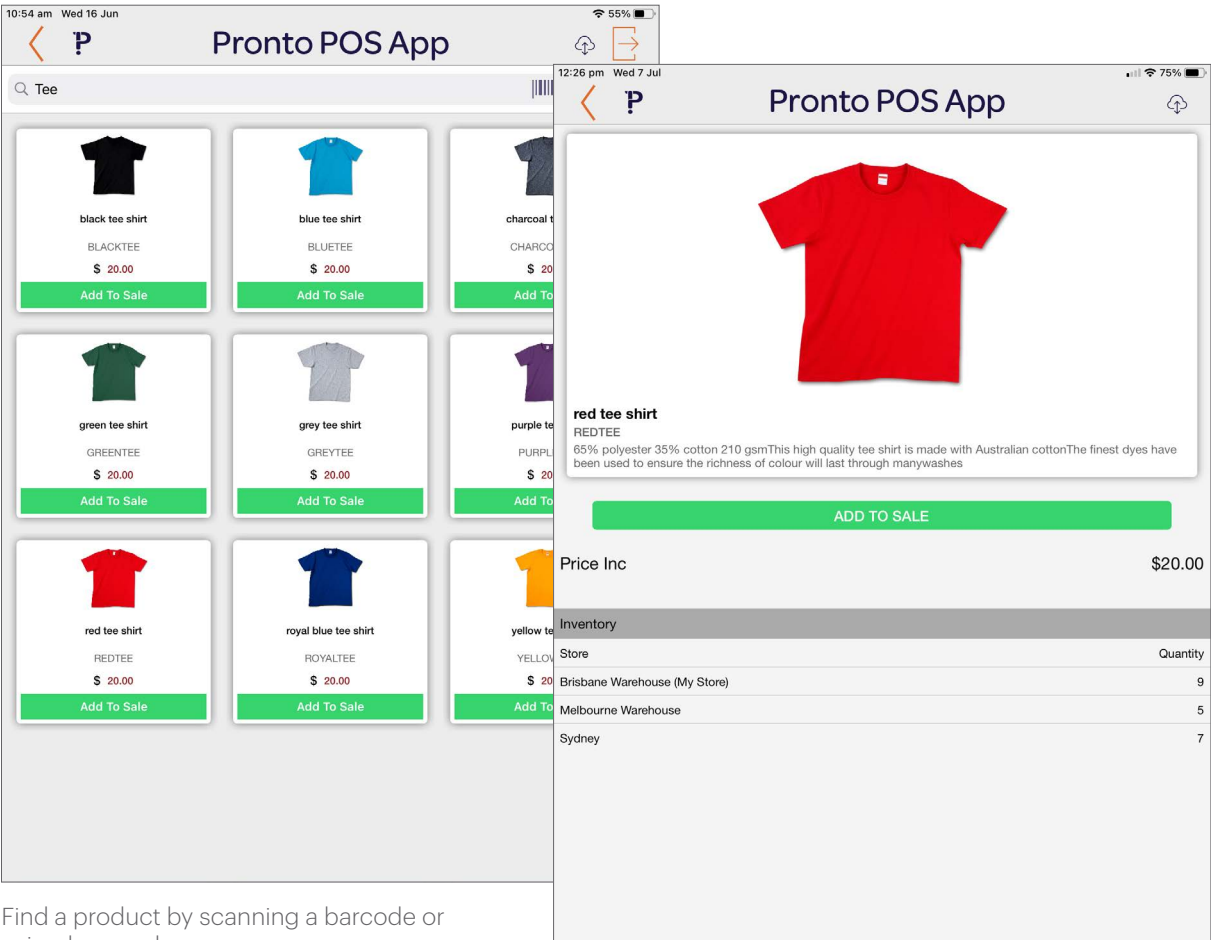 10:54 am Wed 16 Jun
55%
Pronto POS App
Tee
black tee shirt
BLACKTEE
$ 20.00
Add To Sale
blue tee shirt
BLUETEE
$ 20.00
Add To Sale
charcoal
$
Add
green tee shirt
GREENTEE
$ 20.00
Add To Sale
grey tee shirt
GREYTEE
$ 20.00
Add To Sale
purple
$
Add
red tee shirt
REDTEE
$ 20.00
Add To Sale
royal blue tee shirt
ROYALTEE
$ 20.00
Add To Sale
yellow
$
Add
Find a product by scanning a barcode or
12:26 pm Wed 7 Jul
75%
Pronto POS App
red tee shirt
REDTEE
65% polyester 35% cotton 210 gsmThis high quality tee shirt is made with Australian cottonThe finest dyes have
been used to ensure the richness of colour will last through manywashes
ADD TO SALE
Price Inc $20.00
Inventory
Store Quantity
Brisbane Warehouse (My Store) 9
Melbourne Warehouse 5
Sydney 7